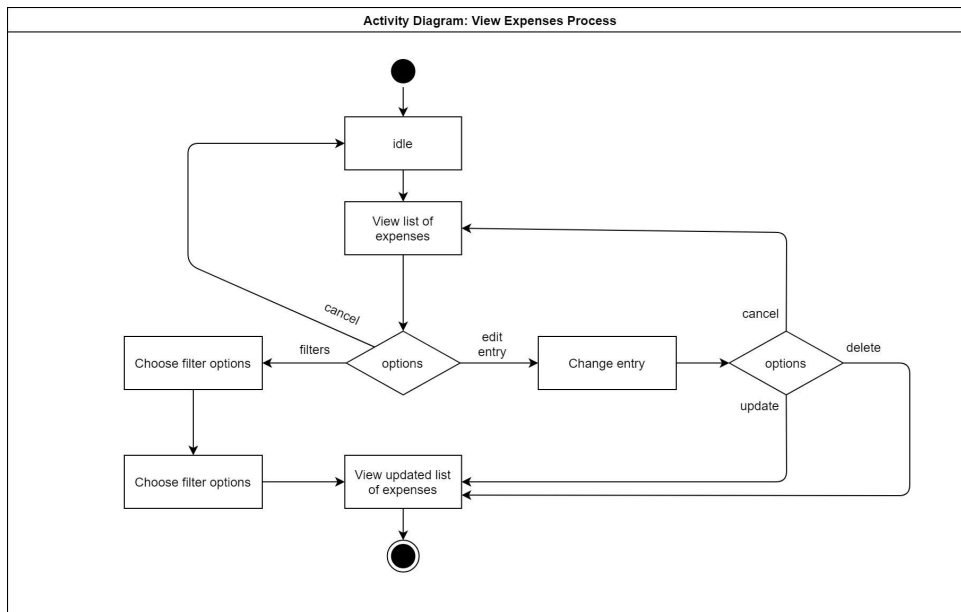 Activity Diagram: View Expenses Process
idle
View list of
expenses
cancel
cancel
filters
edit
entry
delete
Choose filter options
options
Change entry
options
update
Choose filter options
View updated list
of expenses